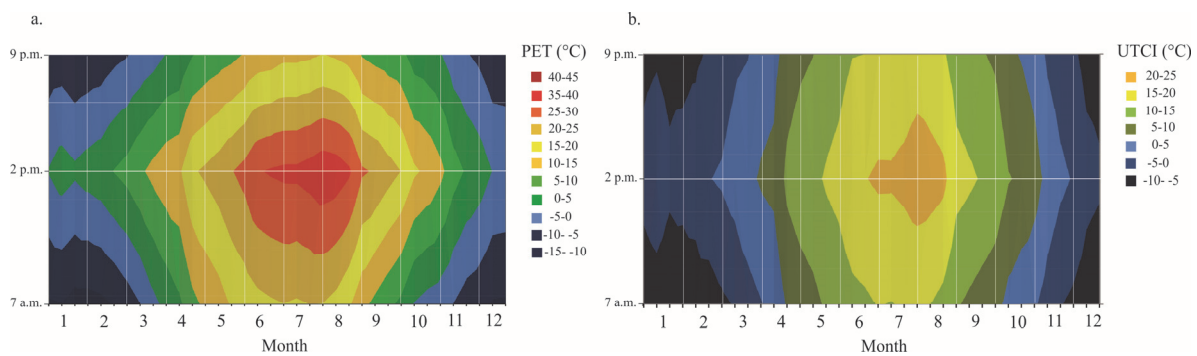 a.
PET (°C)
9 p.m.
2 p.m.
7 a.m.
40-45
35-40
25-30
20-25
15-20
10-15
5-10
0-5
-5-0
-10- -5
-15- -10
1 2 3 4 5 6 7 8 9 10 11 12
Month
b.
UTCI (°C)
9 p.m.
2 p.m.
7 a.m.
20-25
15-20
10-15
5-10
0-5
-5-0
-10- -5
1 2 3 4 5 6 7 8 9 10 11 12
Month